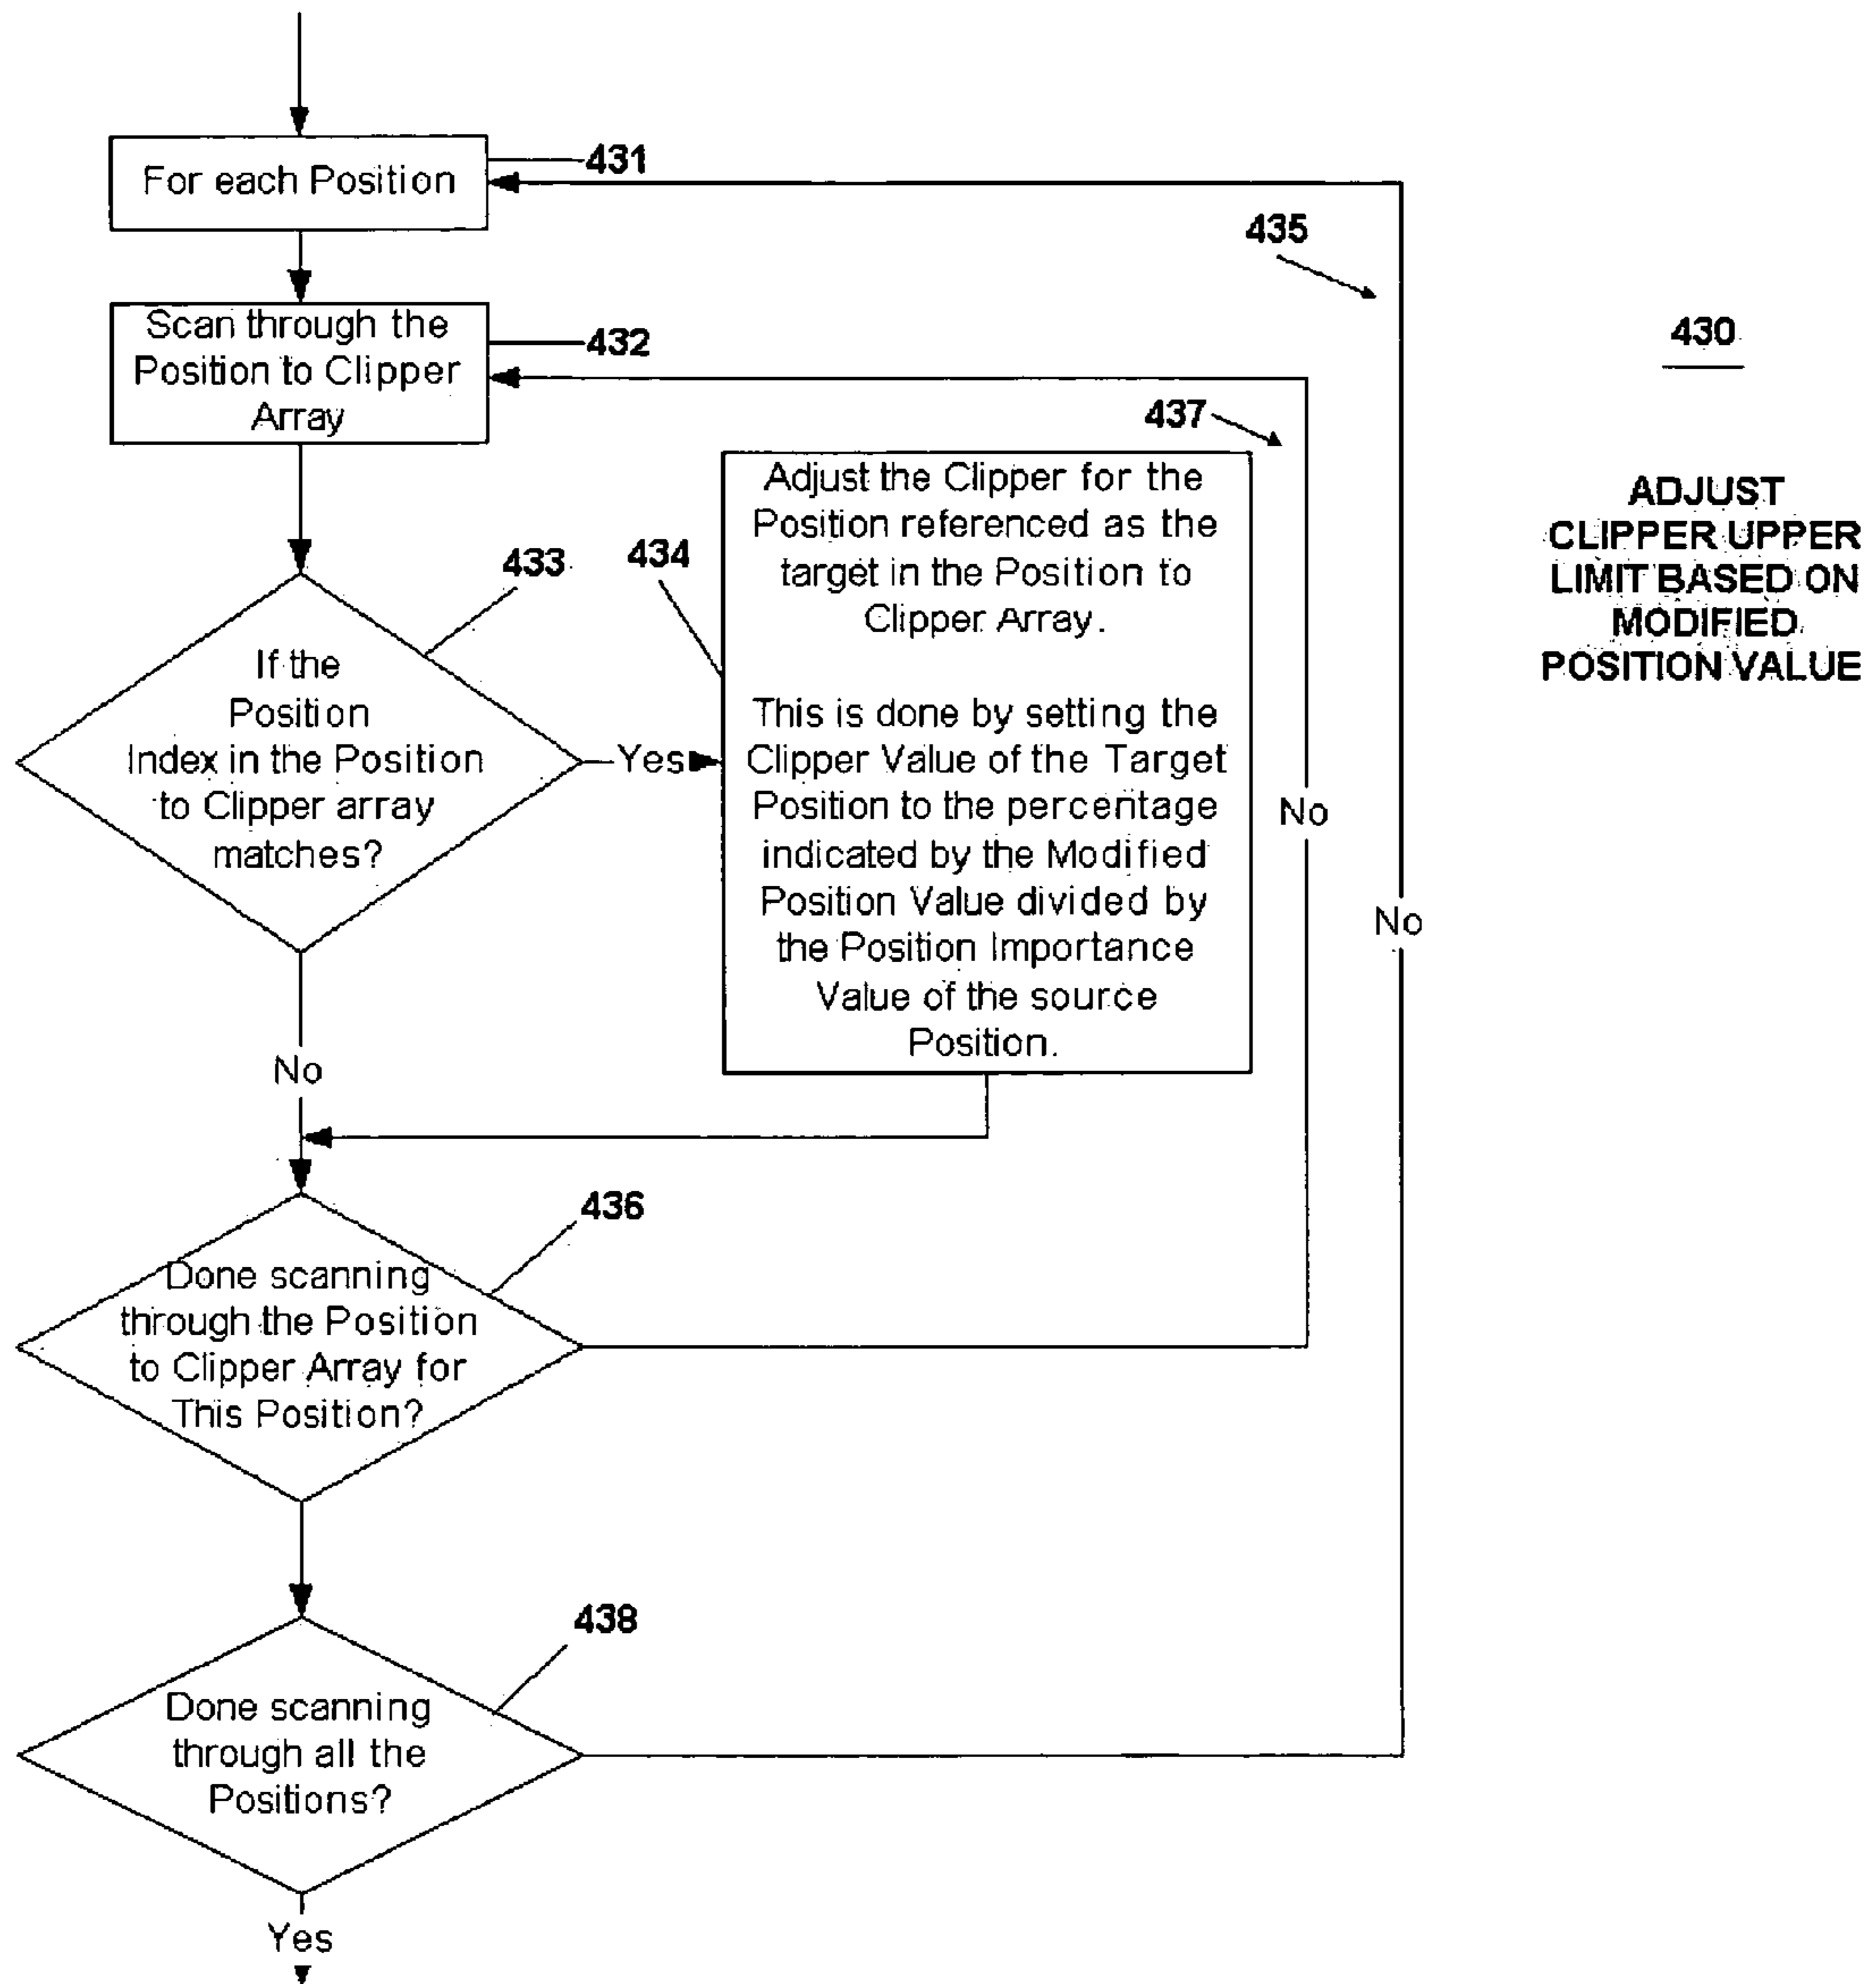 For each Position
431
435
Scan through the
Position to Clipper
Array
432
430
437
ADJUST
CLIPPER UPPER
LIMIT BASED ON
MODIFIED
POSITION VALUE
433
434
If the
Position
Index in the Position
to Clipper array
matches?
Yes
Adjust the Clipper for the
Position referenced as the
target in the Position to
Clipper Array.
This is done by setting the
Clipper Value of the Target
Position to the percentage
indicated by the Modified
Position Value divided by
the Position Importance
Value of the source
Position.
No
No
No
436
Done scanning
through the Position
to Clipper Array for
This Position?
438
Done scanning
through all the
Positions?
Yes